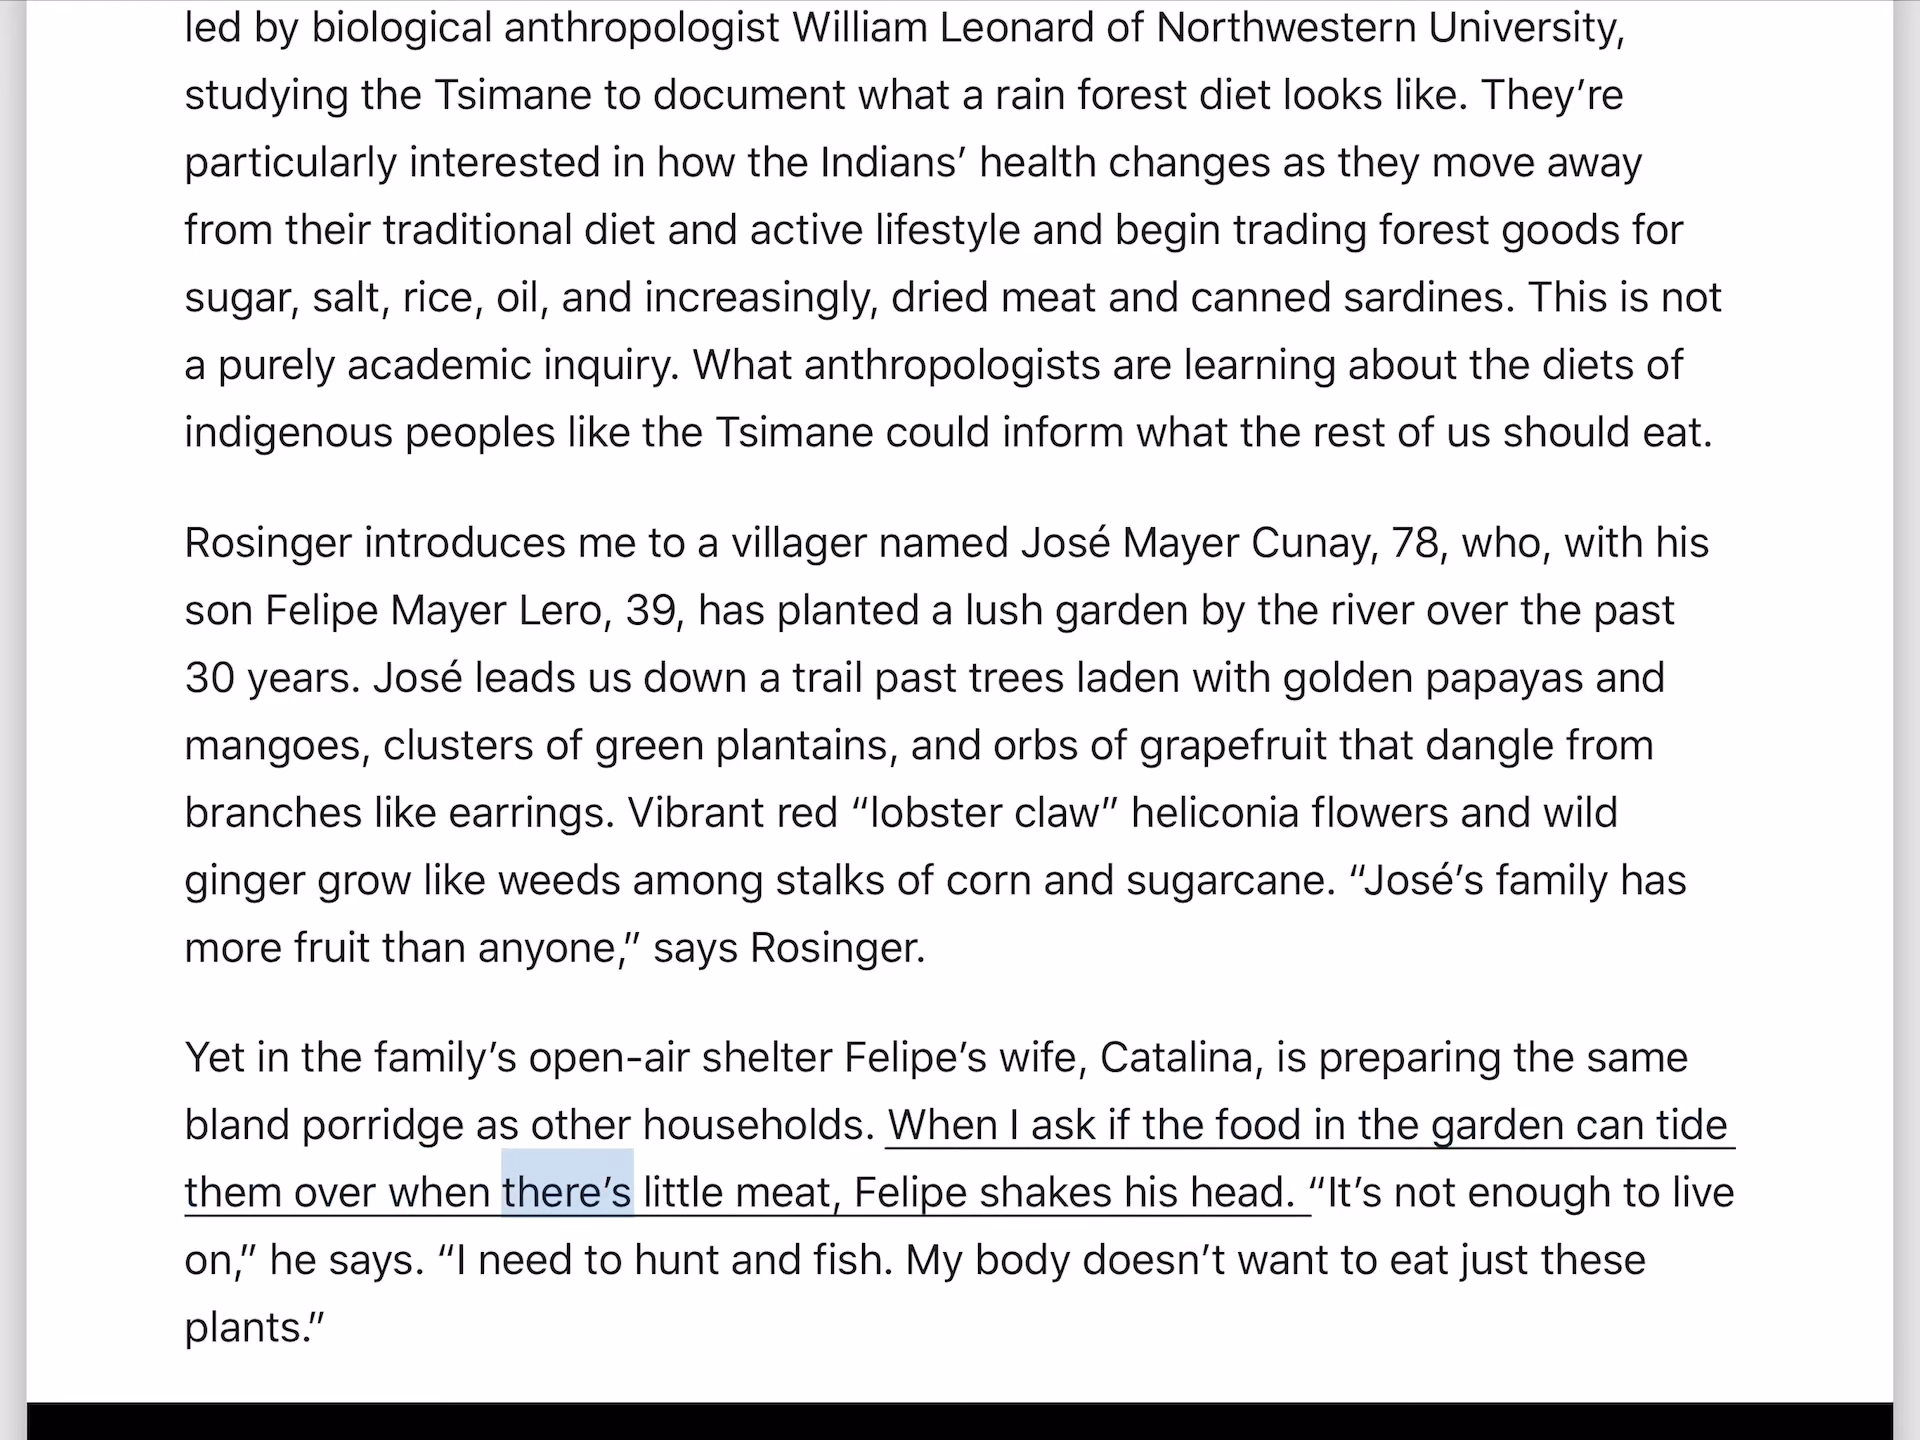 led by biological anthropologist William Leonard of Northwestern University,
studying the Tsimane to document what a rain forest diet looks like. They’re
particularly interested in how the Indians’ health changes as they move away
from their traditional diet and active lifestyle and begin trading forest goods for
sugar, salt, rice, oil, and increasingly, dried meat and canned sardines. This is not
a purely academic inquiry. What anthropologists are learning about the diets of
indigenous peoples like the Tsimane could inform what the rest of us should eat.
Rosinger introduces me to a villager named José Mayer Cunay, 78, who, with his
son Felipe Mayer Lero, 39, has planted a lush garden by the river over the past
30 years. José leads us down a trail past trees laden with golden papayas and
mangoes, clusters of green plantains, and orbs of grapefruit that dangle from
branches like earrings. Vibrant red “lobster claw” heliconia flowers and wild
ginger grow like weeds among stalks of corn and sugarcane. “José’s family has
more fruit than anyone,” says Rosinger.
Yet in the family’s open-air shelter Felipe’s wife, Catalina, is preparing the same
bland porridge as other households. When I ask if the food in the garden can tide
them over when there’s little meat, Felipe shakes his head. “It’s not enough to live
on,” he says. “I need to hunt and fish. My body doesn’t want to eat just these
plants.”